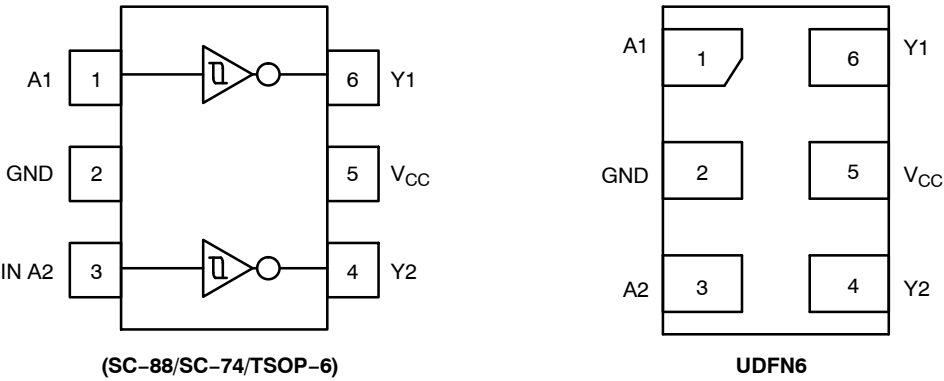 A1 1 6 Y1
GND 2 5 VCC
IN A2 3 4 Y2
(SC−88/SC−74/TSOP−6)
A1 1 6 Y1
GND 2 5 VCC
A2 3 4 Y2
UDFN6